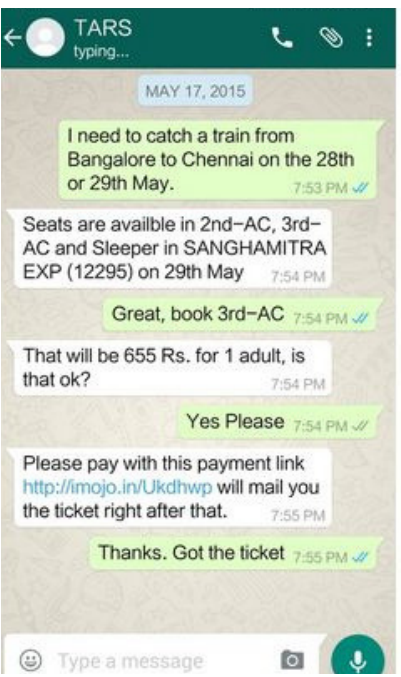 TARS
typing...
MAY 17, 2015
I need to catch a train from
Bangalore to Chennai on the 28th
or 29th May.
7:53 PM
Seats are availble in 2nd-AC, 3rd-
AC and Sleeper in SANGHAMITRA
EXP (12295) on 29th May 7:54 PM
Great, book 3rd-AC 7:54 PM
That will be 655 Rs. for 1 adult, is
that ok? 7:54 PM
Yes Please 7:54 PM
Please pay with this payment link
http://imojo.in/Ukdhwp will mail you
the ticket right after that. 7:55 PM
Thanks. Got the ticket 7:55 PM
Type a message